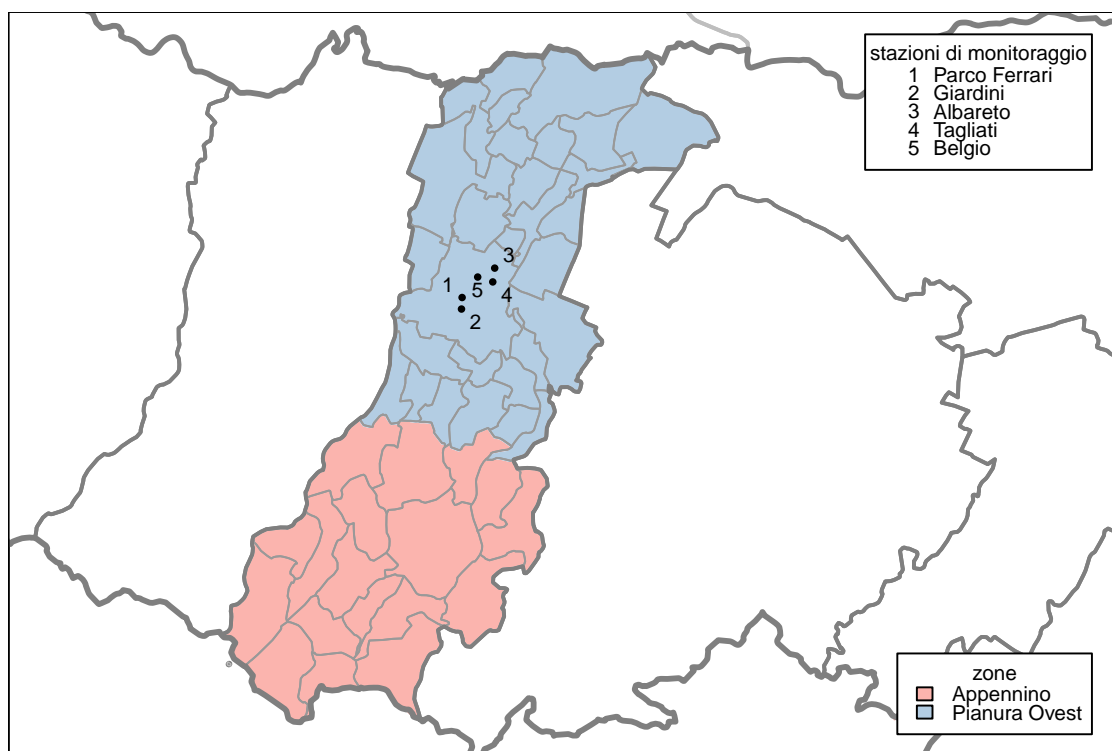 stazioni di monitoraggio
1 Parco Ferrari
2 Giardini
3 Albareto
4 Tagliati
5 Belgio
3
1
5
4
2
zone
Appennino
Pianura Ovest